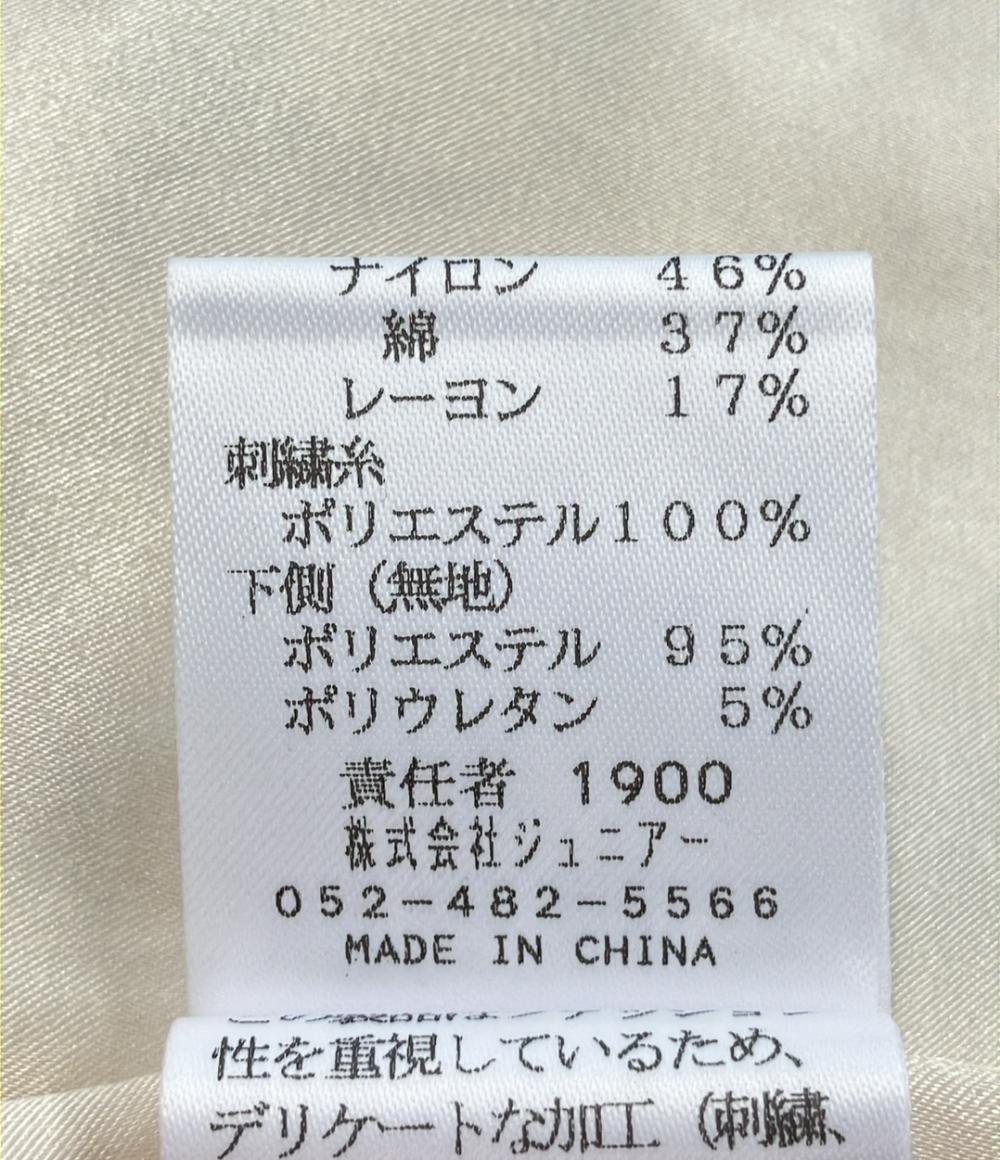 ナイロン 46%
綿 37%
レーヨン 17%
刺繍糸
ポリエステル100%
下側（無地）
ポリエステル 95%
ポリウレタン 5%
責任者 1900
株式会社ジュニアー
052-482-5566
MADE IN CHINA
性を重視しているため、
デリケートな加工（刺繍、